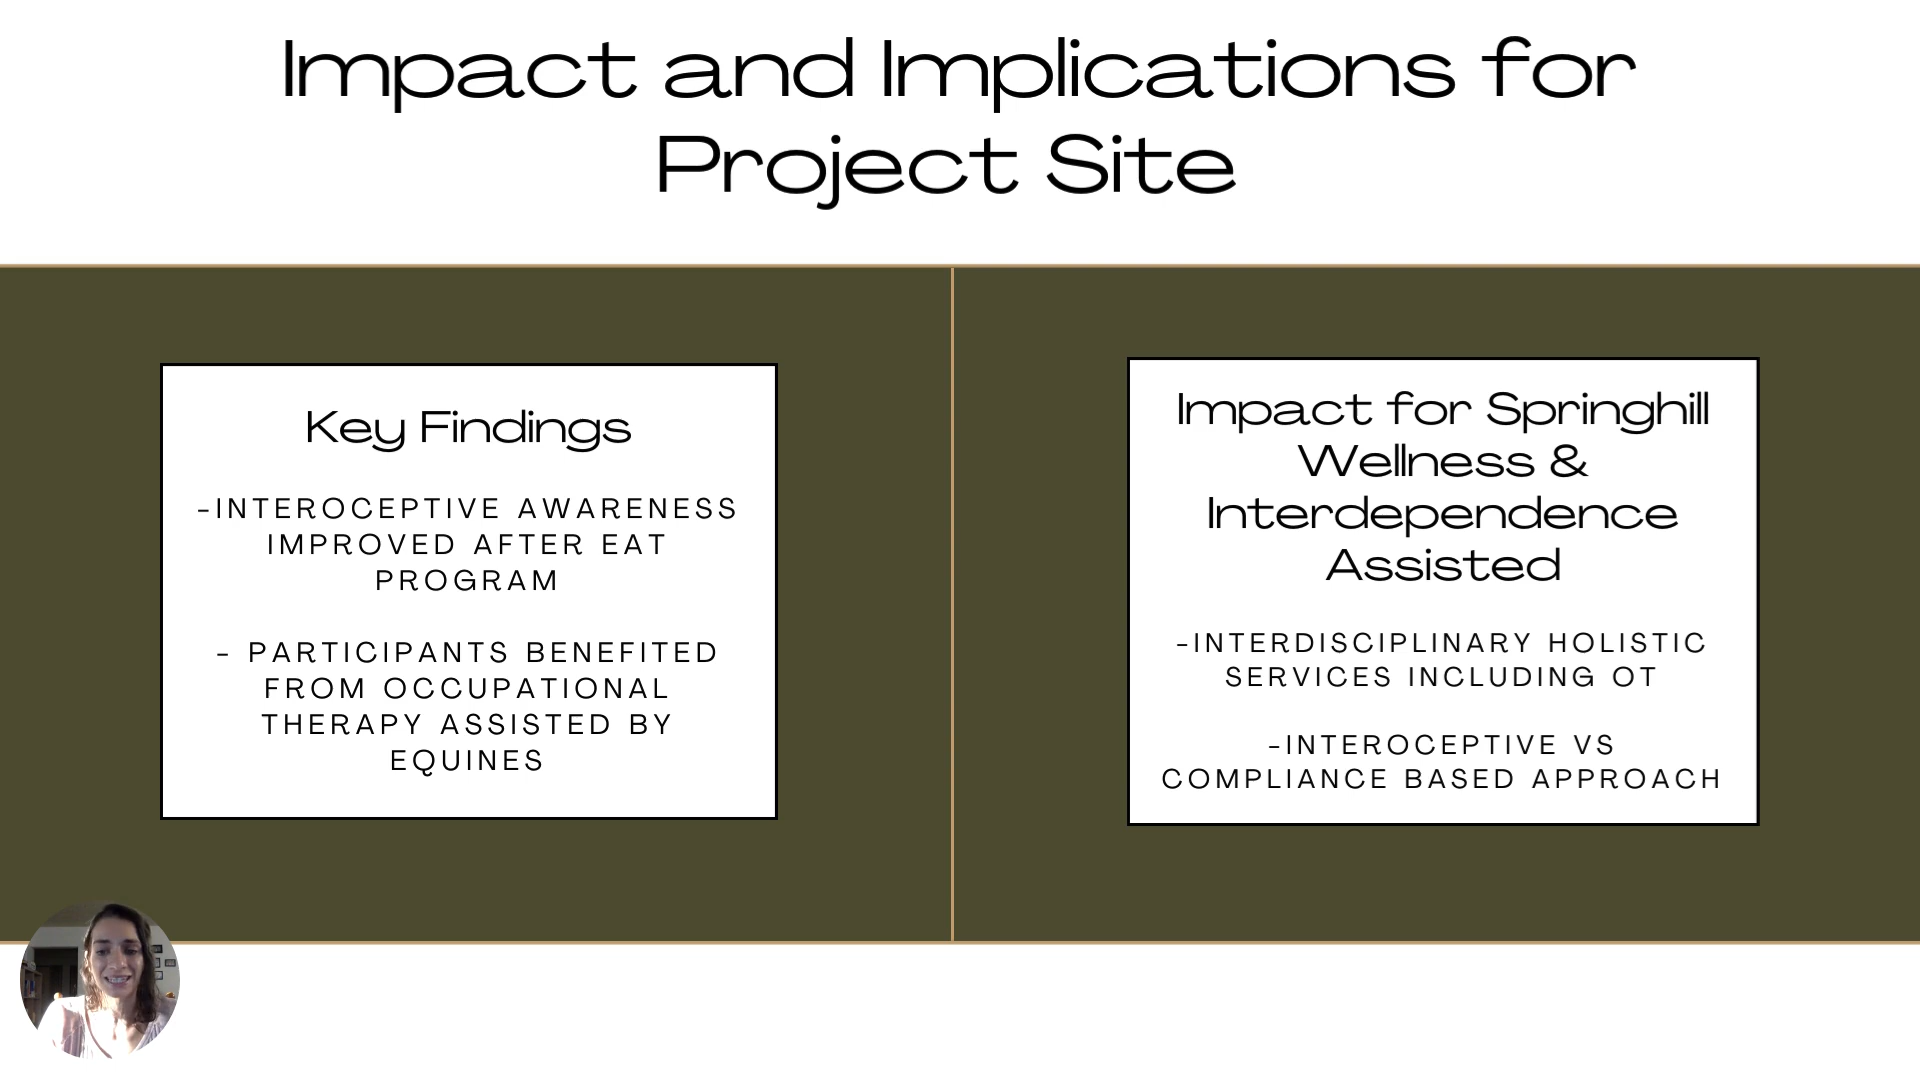 Impact and Implications for
Project Site
Key Findings
-INTEROCEPTIVE AWARENESS
IMPROVED AFTER EAT
PROGRAM
- PARTICIPANTS BENEFITED
FROM OCCUPATIONAL
THERAPY ASSISTED BY
EQUINES
Impact for Springhill
Wellness &
Interdependence
Assisted
-INTERDISCIPLINARY HOLISTIC
SERVICES INCLUDING OT
-INTEROCEPTIVE VS
COMPLIANCE BASED APPROACH